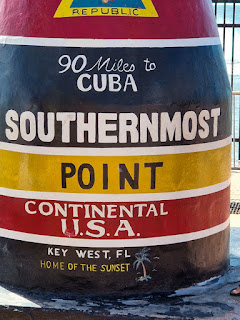 REPUBLIC
90 Miles to
CUBA
SOUTHERNMOST
POINT
CONTINENTAL
U.S.A.
KEY WEST, FL
HOME OF THE SUNSET